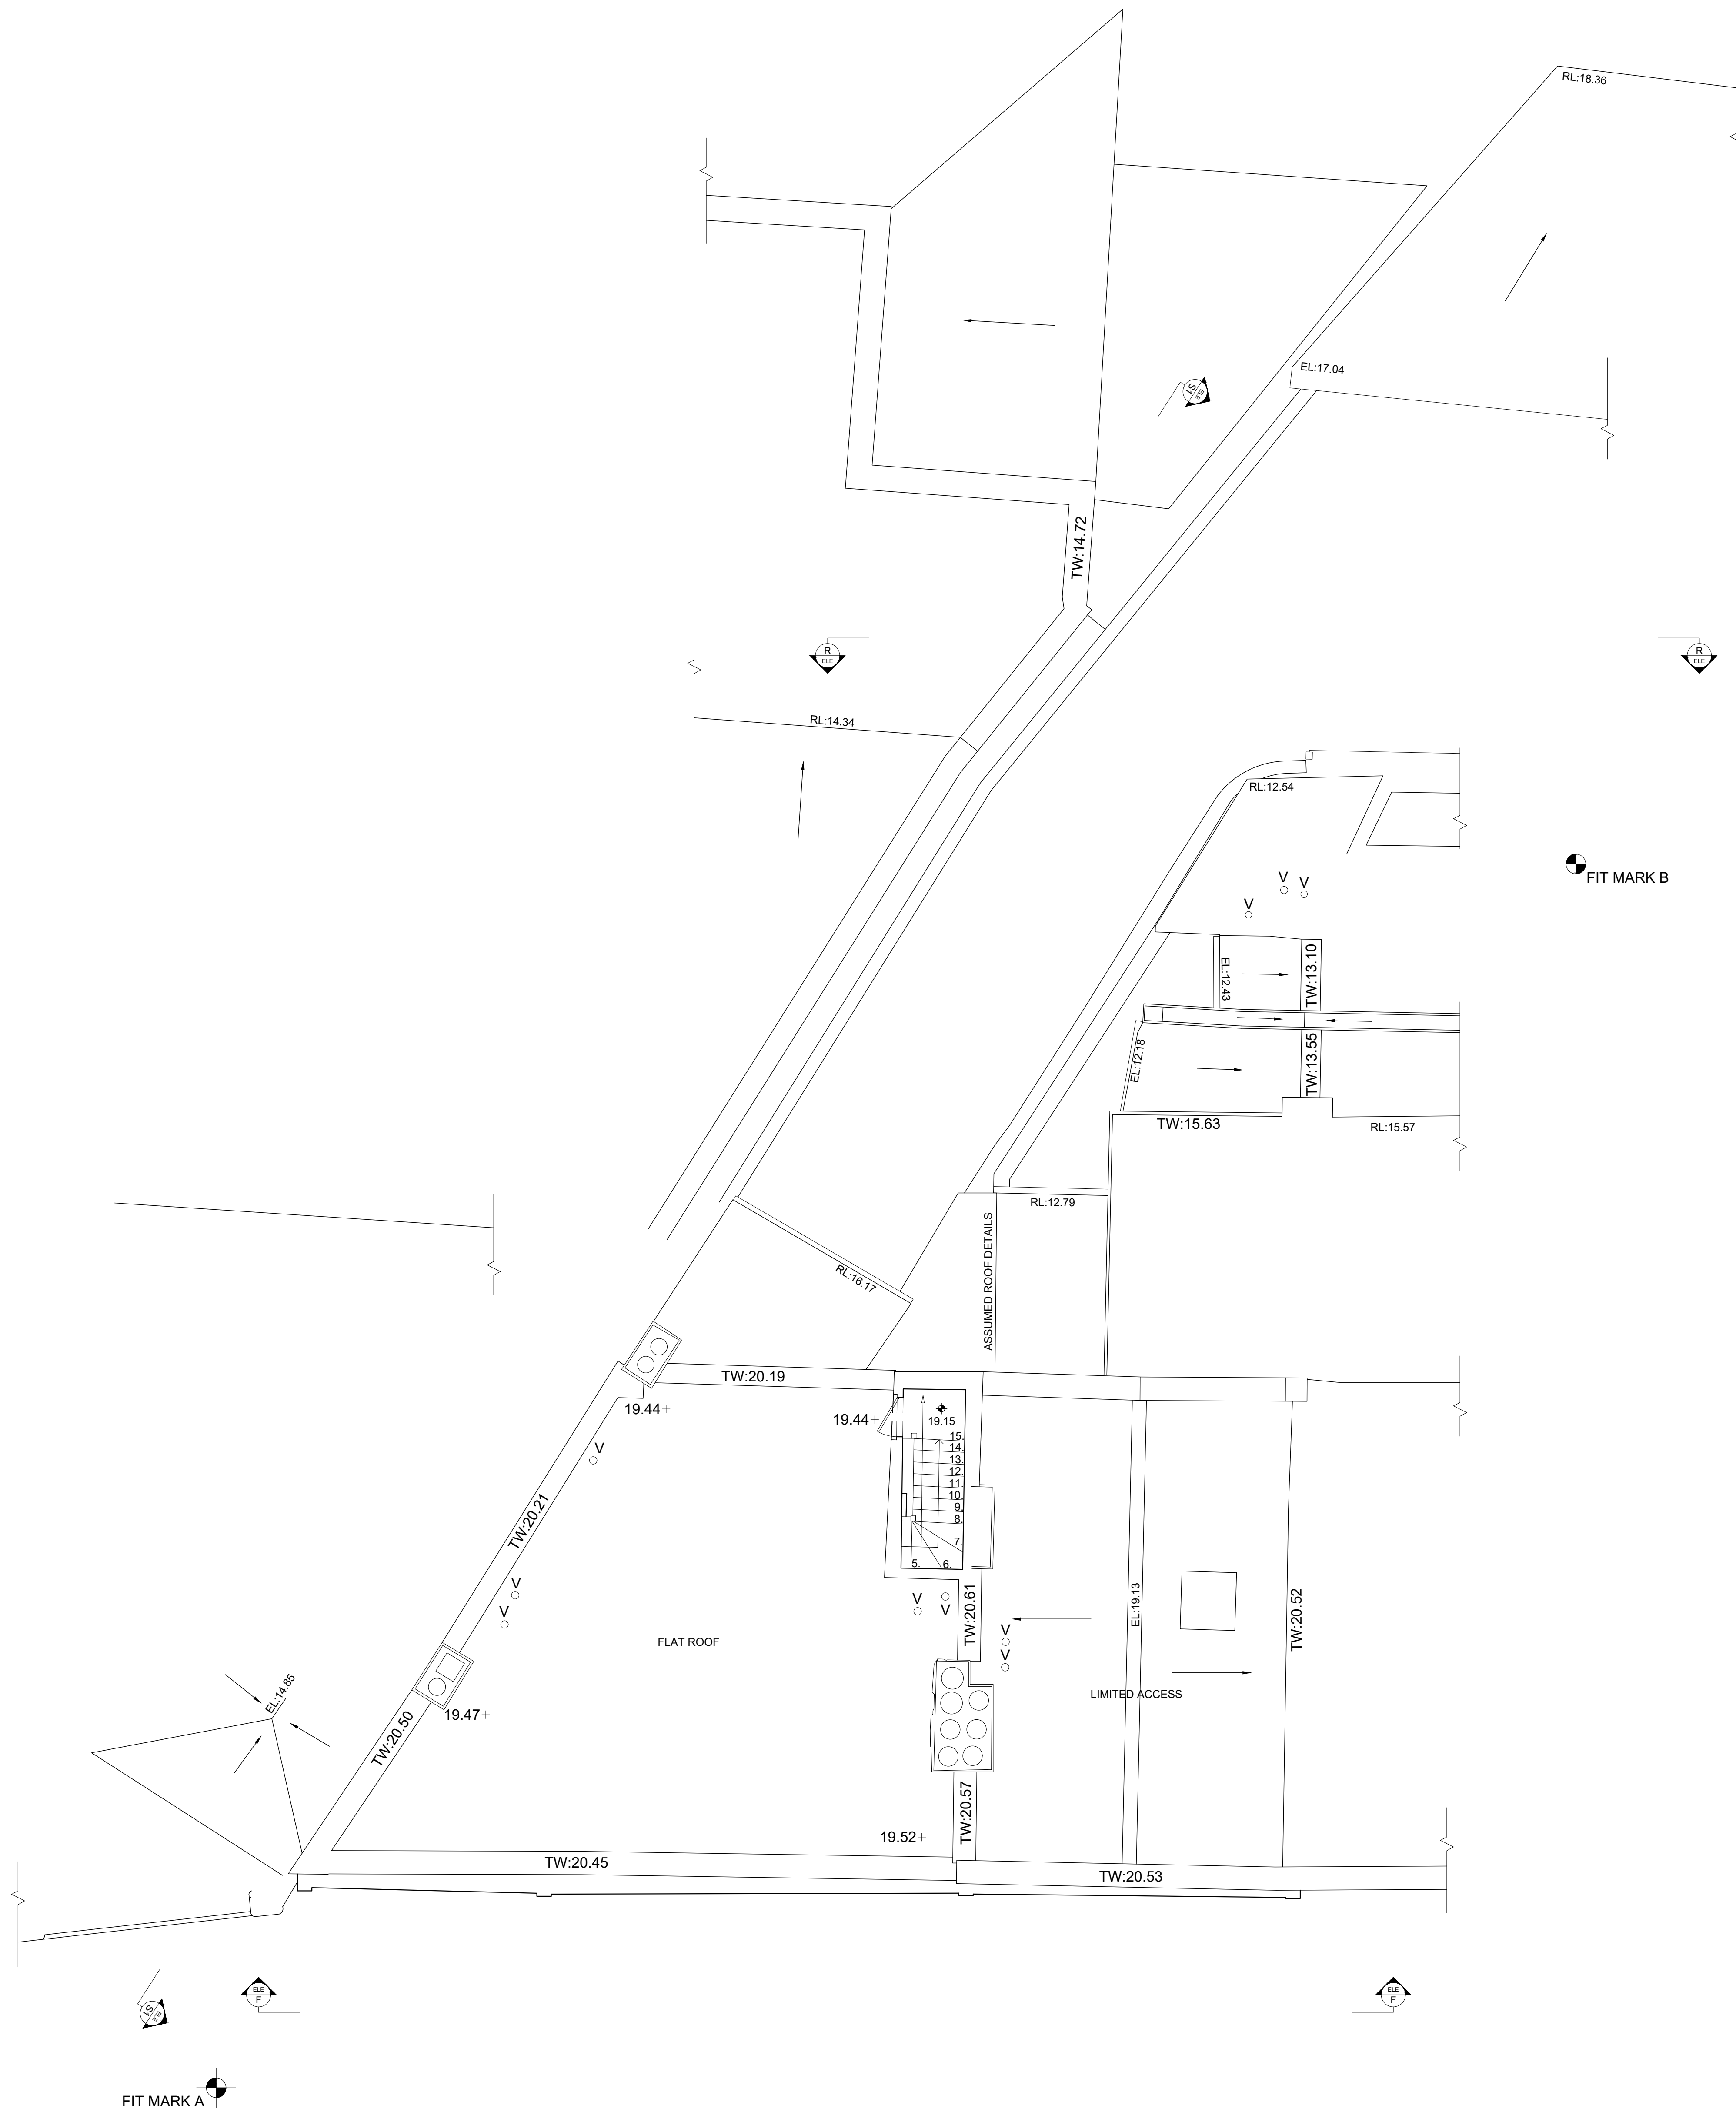 RL:18.36
EL:17.04
S1
ELE
TW:14.72
R
ELE
R
ELE
RL:14.34
RL:12.54
FIT MARK B
V
V
V
TW:13.10
EL:12.43
TW:13.55
EL:12.18
TW:15.63
RL:15.57
RL:12.79
ASSUMED ROOF DETAILS
RL:16.17
TW:20.19
19.44
19.44
19.15
15.
14.
13.
12.
11.
10.
9.
8.
7.
6.
5.
V
TW:20.21
V
V
V
V
TW:20.61
V
V
EL:19.13
TW:20.52
FLAT ROOF
LIMITED ACCESS
EL:14.85
19.47
TW:20.50
TW:20.57
19.52
TW:20.45
TW:20.53
ELE
F
ELE
F
S1
ELE
FIT MARK A